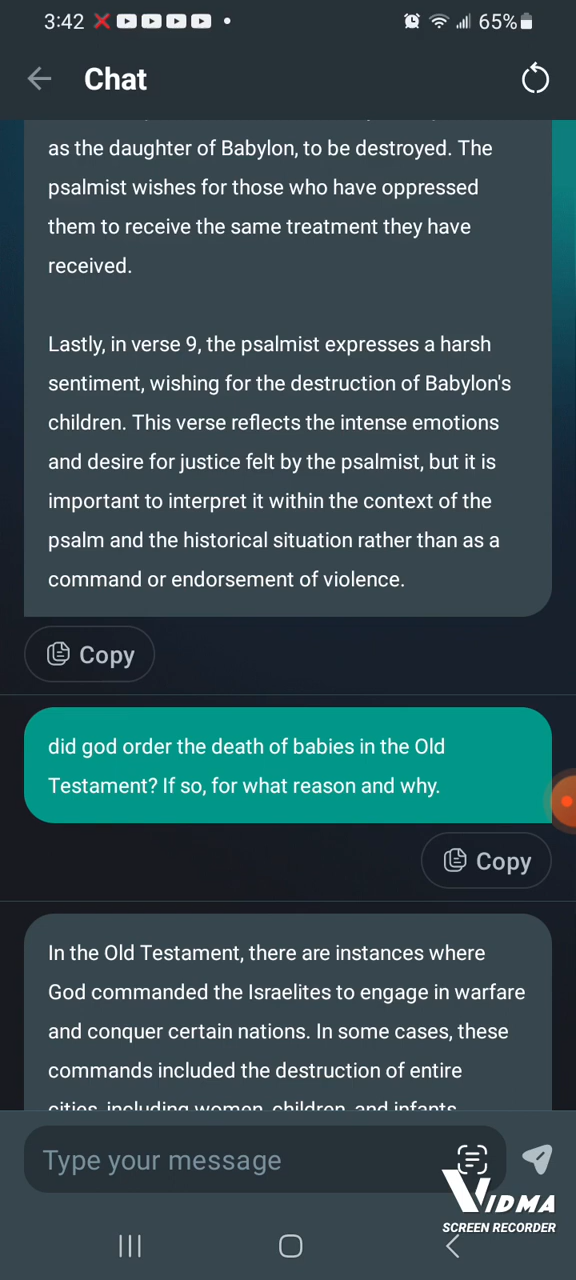 3:42
65%
Chat
as the daughter of Babylon, to be destroyed. The
psalmist wishes for those who have oppressed
them to receive the same treatment they have
received.
Lastly, in verse 9, the psalmist expresses a harsh
sentiment, wishing for the destruction of Babylon's
children. This verse reflects the intense emotions
and desire for justice felt by the psalmist, but it is
important to interpret it within the context of the
psalm and the historical situation rather than as a
command or endorsement of violence.
Copy
did god order the death of babies in the Old
Testament? If so, for what reason and why.
Copy
In the Old Testament, there are instances where
God commanded the Israelites to engage in warfare
and conquer certain nations. In some cases, these
commands included the destruction of entire
cities, including women, children, and infants
Type your message
VIDMA
SCREEN RECORDER